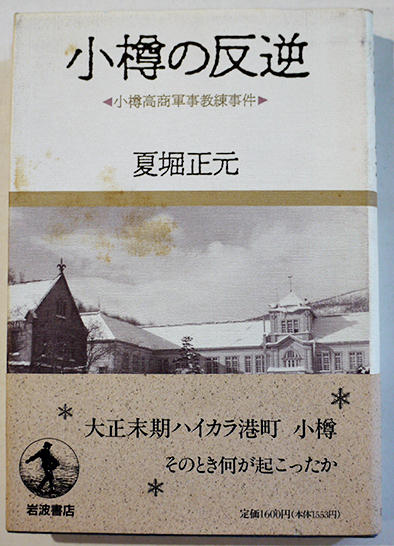 小樽の反逆
◀小樽高商軍事教練事件▶
夏堀正元
大正末期ハイカラ港町 小樽
そのとき何が起こったか
岩波書店
定価1600円(本体1553円)